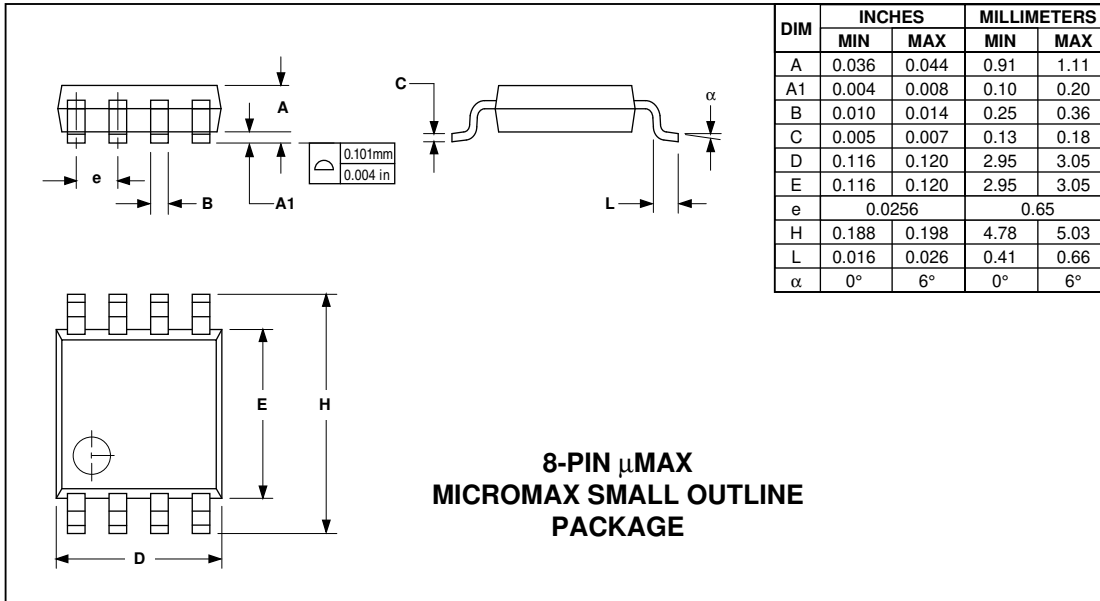 C
α
A
0.101mm
0.004 in
e
B
A1
L
DIM INCHES MILLIMETERS
MIN MAX MIN MAX
A 0.036 0.044 0.91 1.11
A1 0.004 0.008 0.10 0.20
B 0.010 0.014 0.25 0.36
C 0.005 0.007 0.13 0.18
D 0.116 0.120 2.95 3.05
E 0.116 0.120 2.95 3.05
e 0.0256 0.65
H 0.188 0.198 4.78 5.03
L 0.016 0.026 0.41 0.66
α 0° 6° 0° 6°
E
H
D
8-PIN μMAX
MICROMAX SMALL OUTLINE
PACKAGE